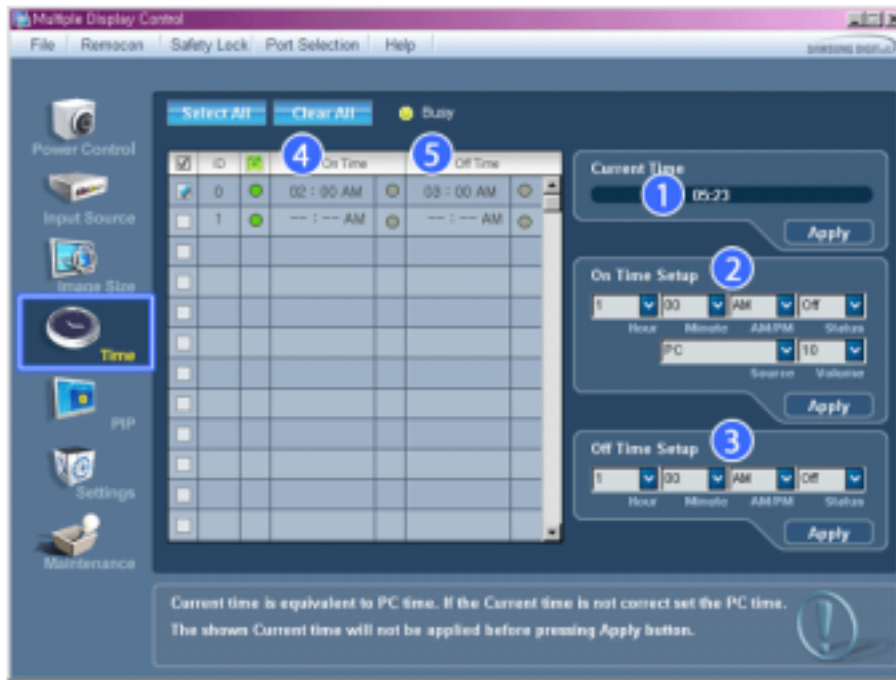 Multiple Display Control
File Remocon Safety Lock Port Selection Help
Select All Clear All Busy
Power Control
Input Source
Image Size
Time
PIP
Settings
Maintenance
ID 4 On Time 5 Off Time
0 02 : 00 AM 03 : 00 AM
1 -- : -- AM -- : -- AM
Current Time
1 05:23
Apply
On Time Setup 2
1 00 AM Off
Hour Minute AM/PM Status
PC 10
Source Volume
Apply
Off Time Setup 3
1 00 AM Off
Hour Minute AM/PM Status
Apply
Current time is equivalent to PC time. If the Current time is not correct set the PC time.
The shown Current time will not be applied before pressing Apply button.